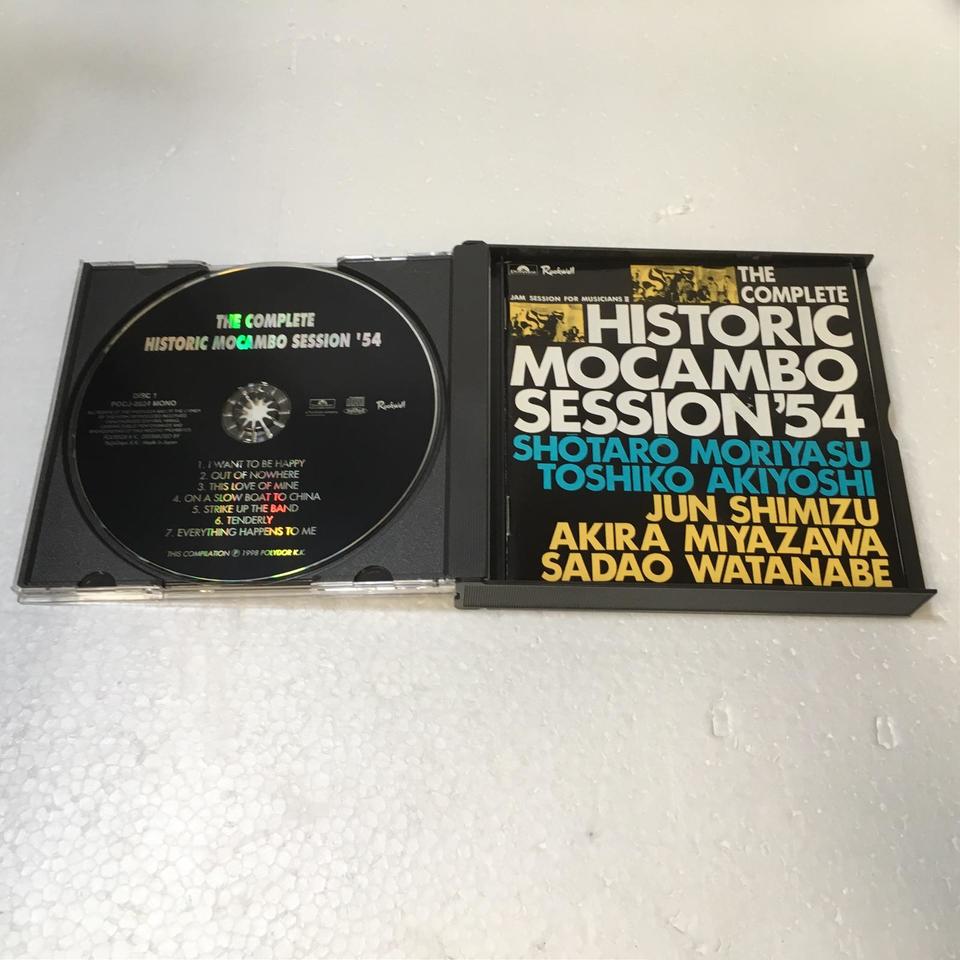 THE COMPLETE
HISTORIC MOCAMBO SESSION '54
DISC 1
MONO
Rockwell
1. I WANT TO BE HAPPY
2. OUT OF NOWHERE
3. THIS LOVE OF MINE
4. ON A SLOW BOAT TO CHINA
5. STRIKE UP THE BAND
6. TENDERLY
7. EVERYTHING HAPPENS TO ME
THIS COMPILATION ℗ 1998 POLYDOR K.K.
Rockwell
JAM SESSION FOR MUSICIANS II
THE
COMPLETE
HISTORIC
MOCAMBO
SESSION'54
SHOTARO MORIYASU
TOSHIKO AKIYOSHI
JUN SHIMIZU
AKIRA MIYAZAWA
SADAO WATANABE